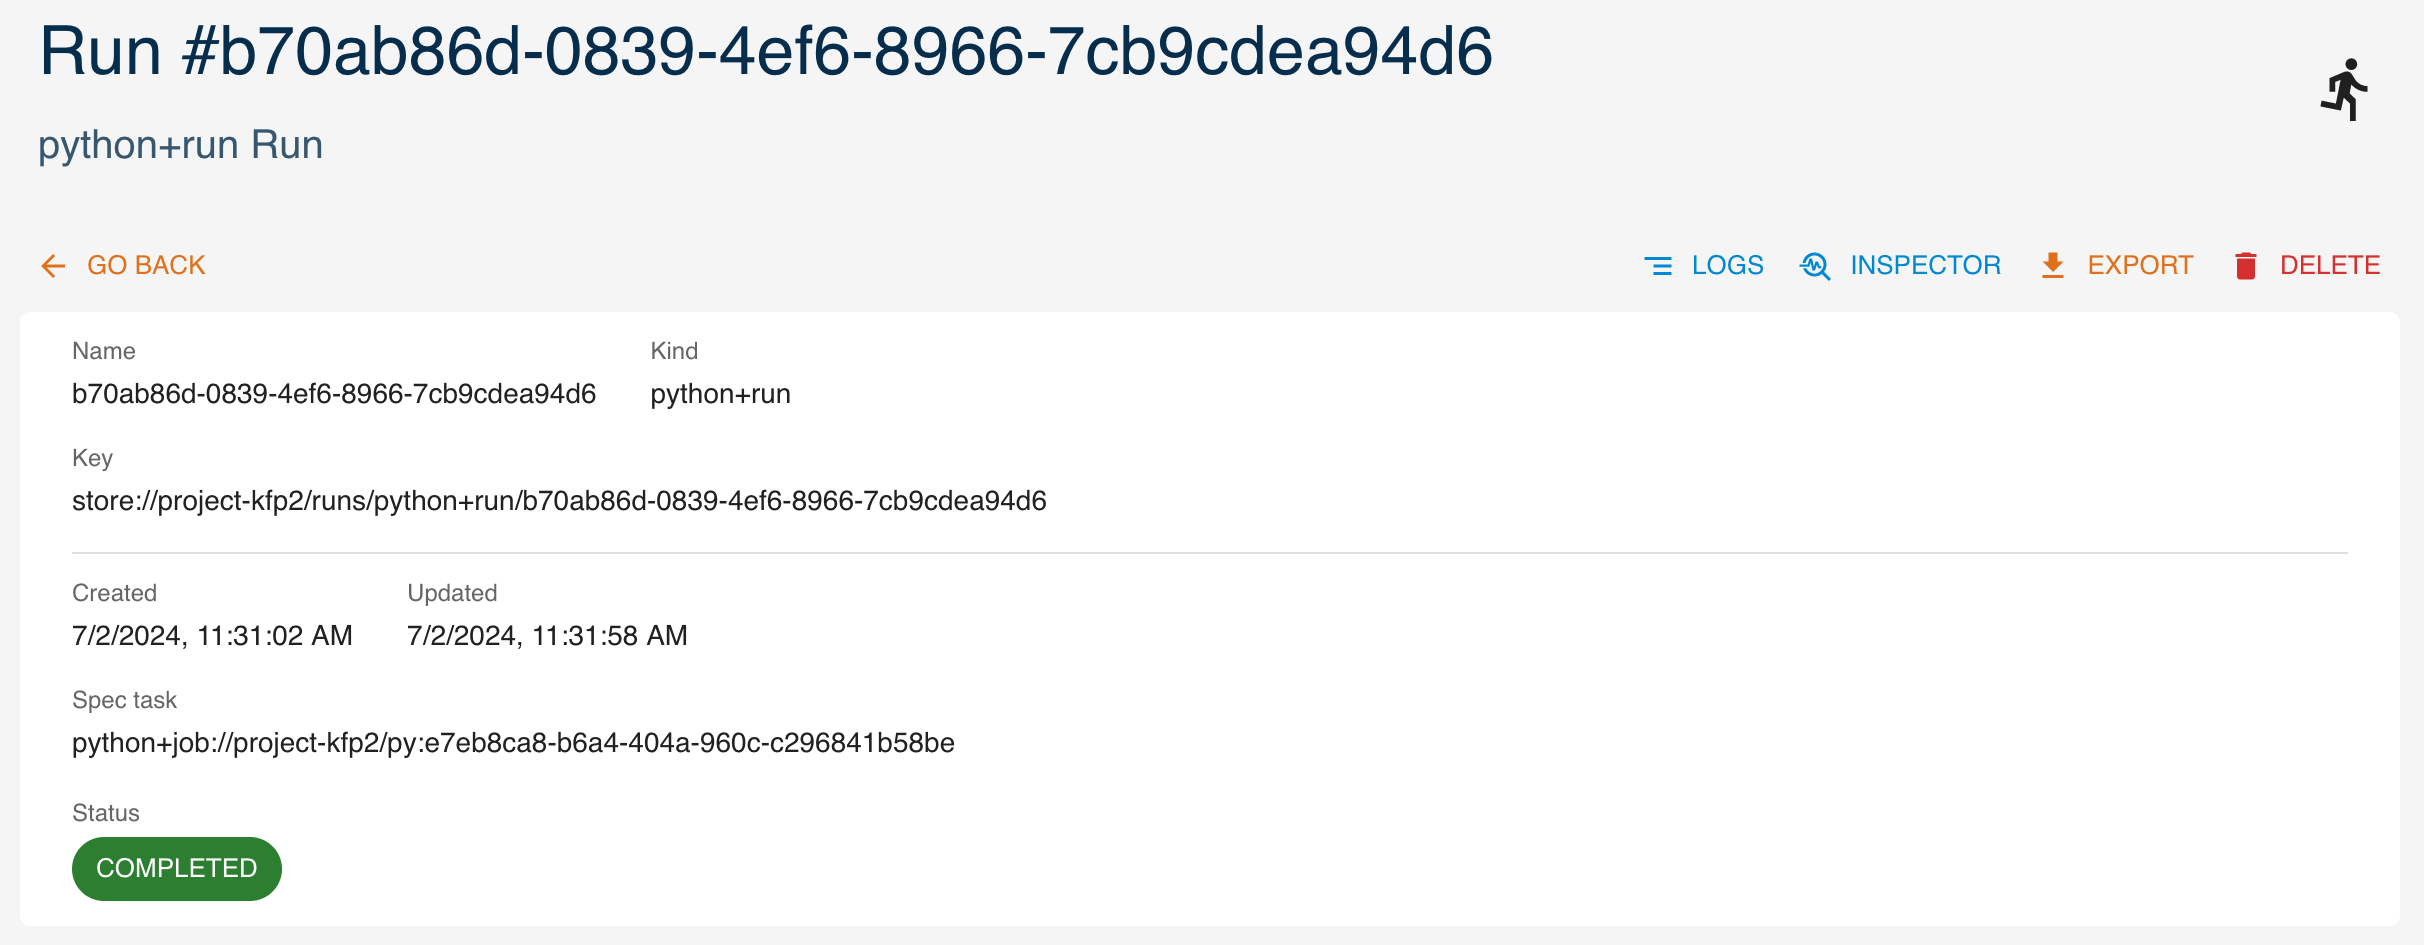 Run #b70ab86d-0839-4ef6-8966-7cb9cdea94d6
python+run Run
GO BACK
LOGS
INSPECTOR
EXPORT
DELETE
Name
Kind
b70ab86d-0839-4ef6-8966-7cb9cdea94d6
python+run
Key
store://project-kfp2/runs/python+run/b70ab86d-0839-4ef6-8966-7cb9cdea94d6
Created
Updated
7/2/2024, 11:31:02 AM
7/2/2024, 11:31:58 AM
Spec task
python+job://project-kfp2/py:e7eb8ca8-b6a4-404a-960c-c296841b58be
Status
COMPLETED